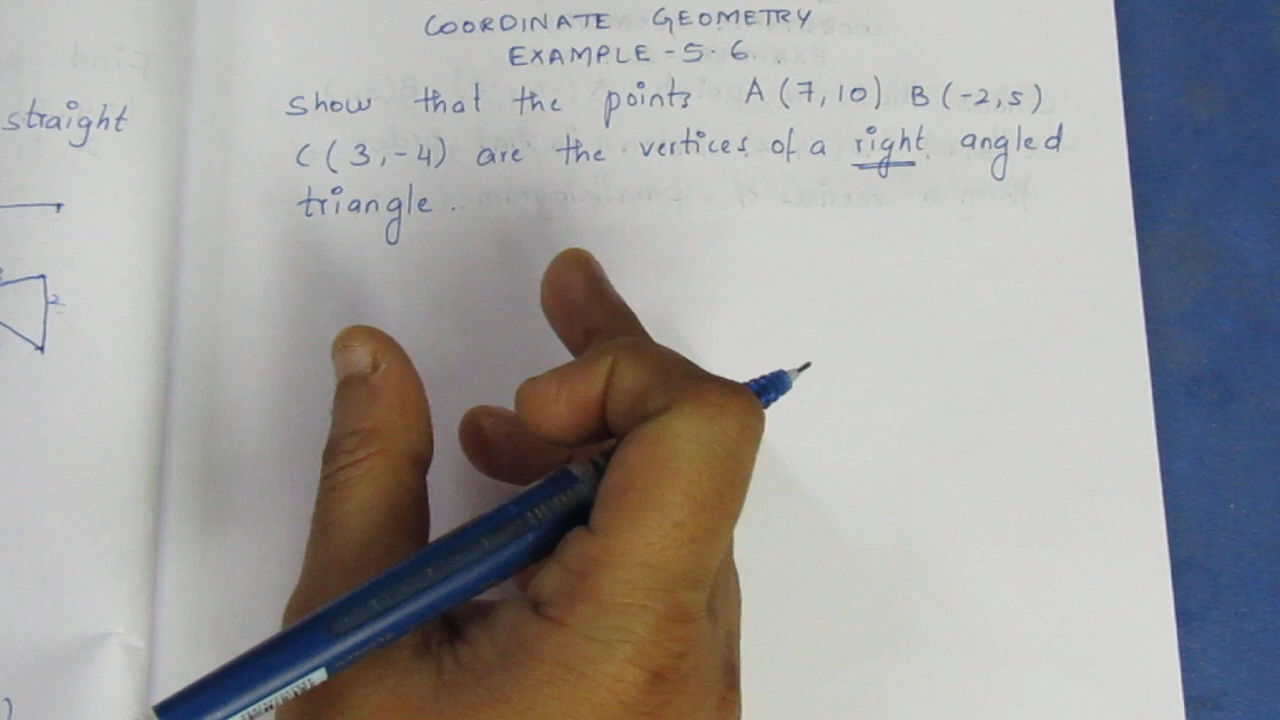 COORDINATE GEOMETRY
EXAMPLE - 5.6.
Show that the points A (7,10) B (-2,5)
C (3,-4) are the vertices of a right angled
triangle.
straight
2
)